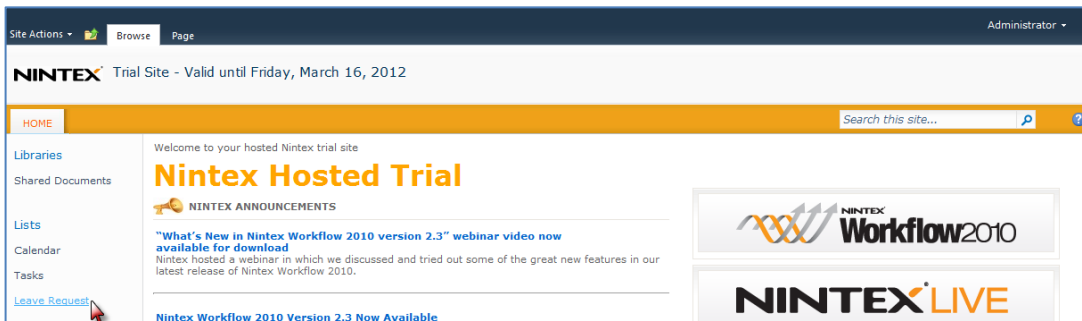 Site Actions
Browse
Page
Administrator
NINTEX Trial Site - Valid until Friday, March 16, 2012
HOME
Search this site...
?
Libraries
Shared Documents
Lists
Calendar
Tasks
Leave Request
Welcome to your hosted Nintex trial site
Nintex Hosted Trial
NINTEX ANNOUNCEMENTS
"What's New in Nintex Workflow 2010 version 2.3" webinar video now
available for download
Nintex hosted a webinar in which we discussed and tried out some of the great new features in our
latest release of Nintex Workflow 2010.
Nintex Workflow 2010 Version 2.3 Now Available
NINTEX
Workflow2010
NINTEX LIVE